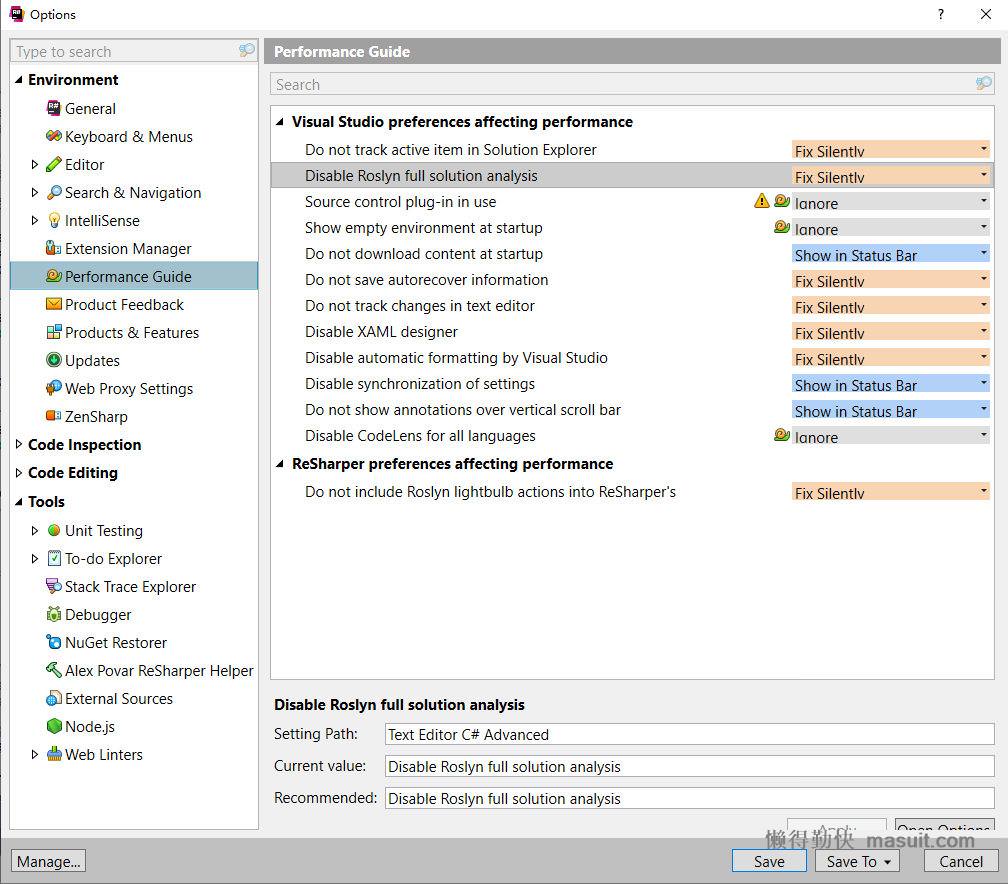 Options
?
Type to search
Performance Guide
Search
Environment
General
Keyboard & Menus
Editor
Search & Navigation
IntelliSense
Extension Manager
Performance Guide
Product Feedback
Products & Features
Updates
Web Proxy Settings
ZenSharp
Code Inspection
Code Editing
Tools
Unit Testing
To-do Explorer
Stack Trace Explorer
Debugger
NuGet Restorer
Alex Povar ReSharper Helper
External Sources
Node.js
Web Linters
Visual Studio preferences affecting performance
Do not track active item in Solution Explorer Fix Silently
Disable Roslyn full solution analysis Fix Silently
Source control plug-in in use Ignore
Show empty environment at startup Ignore
Do not download content at startup Show in Status Bar
Do not save autorecover information Fix Silently
Do not track changes in text editor Fix Silently
Disable XAML designer Fix Silently
Disable automatic formatting by Visual Studio Fix Silently
Disable synchronization of settings Show in Status Bar
Do not show annotations over vertical scroll bar Show in Status Bar
Disable CodeLens for all languages Ignore
ReSharper preferences affecting performance
Do not include Roslyn lightbulb actions into ReSharper's Fix Silently
Disable Roslyn full solution analysis
Setting Path: Text Editor C# Advanced
Current value: Disable Roslyn full solution analysis
Recommended: Disable Roslyn full solution analysis
Apply Open Options
懒得勤快 masuit.com
Manage... Save Save To Cancel